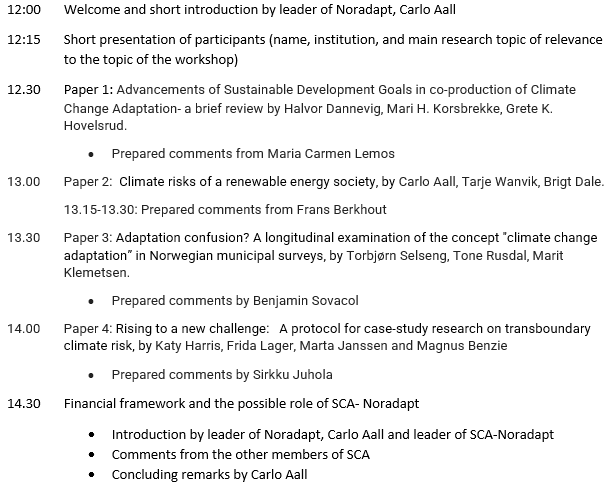 12:00 Welcome and short introduction by leader of Noradapt, Carlo Aall
12:15 Short presentation of participants (name, institution, and main research topic of relevance
to the topic of the workshop)
12.30 Paper 1: Advancements of Sustainable Development Goals in co-production of Climate
Change Adaptation- a brief review by Halvor Dannevig, Mari H. Korsbrekke, Grete K.
Hovelsrud.
• Prepared comments from Maria Carmen Lemos
13.00 Paper 2: Climate risks of a renewable energy society, by Carlo Aall, Tarje Wanvik, Brigt Dale.
13.15-13.30: Prepared comments from Frans Berkhout
13.30 Paper 3: Adaptation confusion? A longitudinal examination of the concept "climate change
adaptation” in Norwegian municipal surveys, by Torbjørn Selseng, Tone Rusdal, Marit
Klemetsen.
• Prepared comments by Benjamin Sovacol
14.00 Paper 4: Rising to a new challenge: A protocol for case-study research on transboundary
climate risk, by Katy Harris, Frida Lager, Marta Janssen and Magnus Benzie
• Prepared comments by Sirkku Juhola
14.30 Financial framework and the possible role of SCA- Noradapt
• Introduction by leader of Noradapt, Carlo Aall and leader of SCA-Noradapt
• Comments from the other members of SCA
• Concluding remarks by Carlo Aall